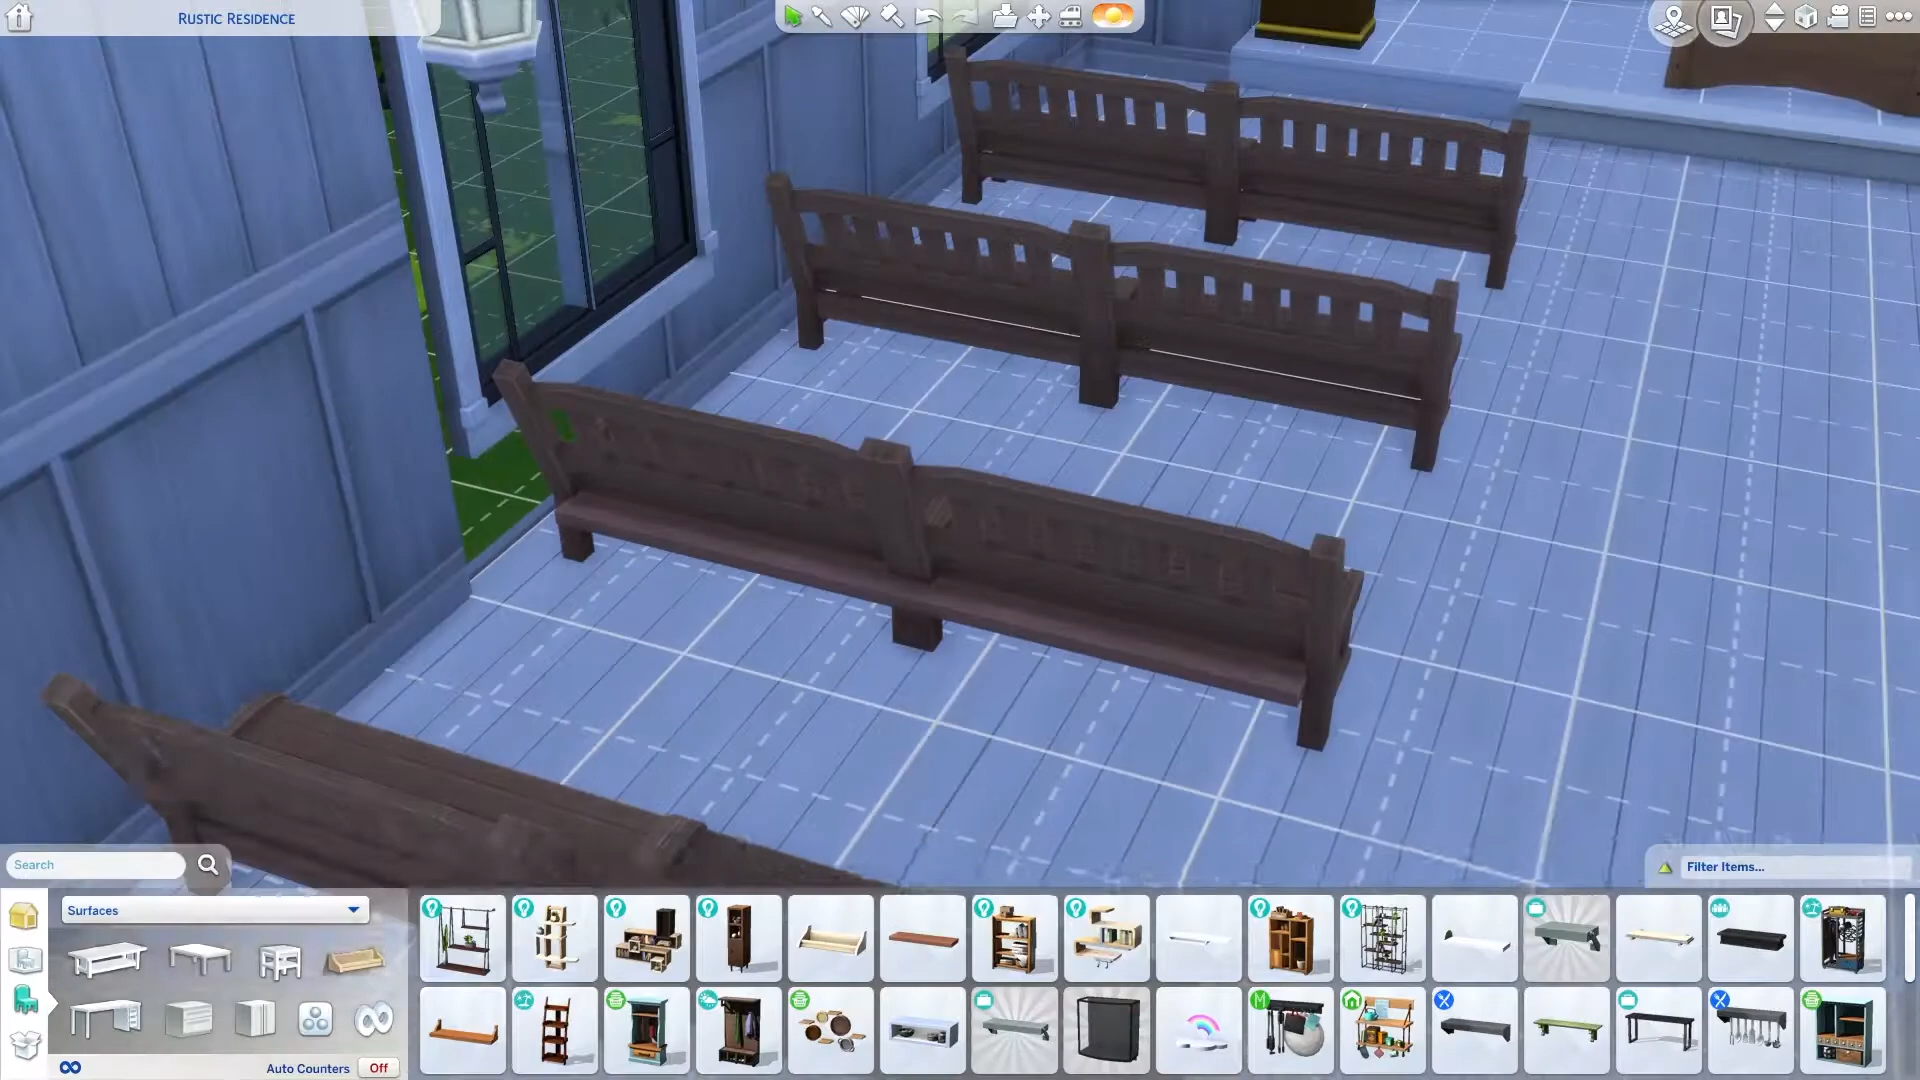 RUSTIC RESIDENCE
Search
Filter Items...
Surfaces
Auto Counters
Off